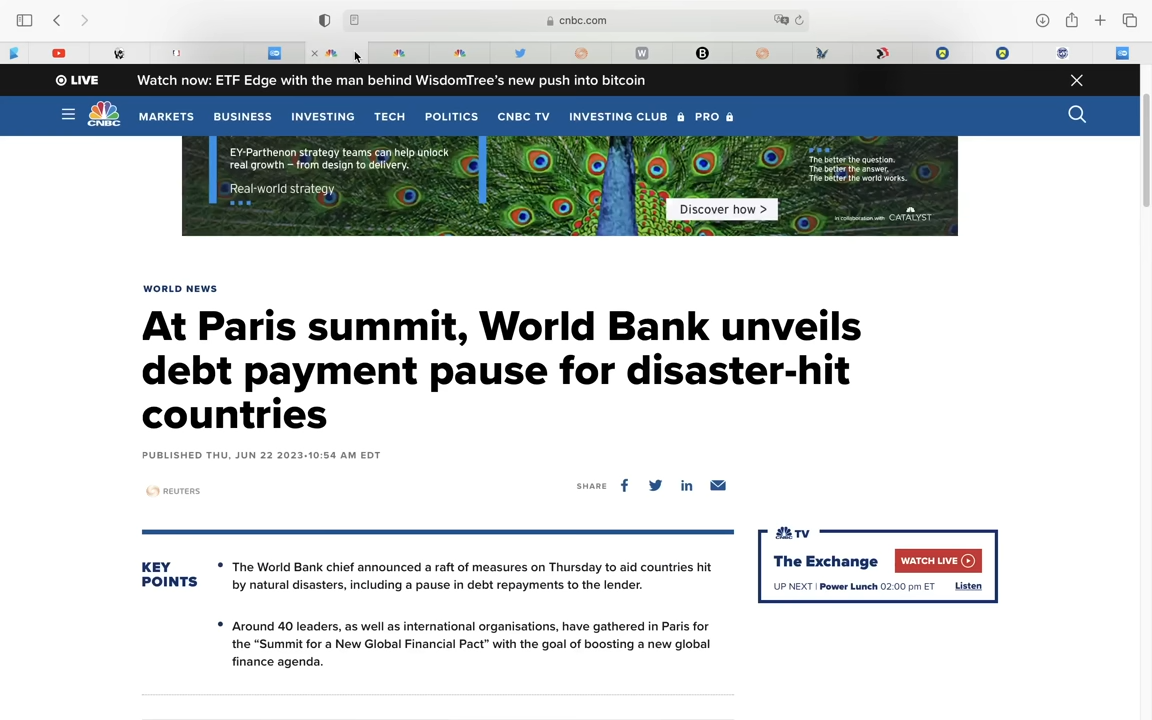 cnbc.com
LIVE Watch now: ETF Edge with the man behind WisdomTree's new push into bitcoin
CNBC MARKETS BUSINESS INVESTING TECH POLITICS CNBC TV INVESTING CLUB PRO
EY-Parthenon strategy teams can help unlock
real growth – from design to delivery.
Real-world strategy
The better the question.
The better the answer.
The better the world works.
Discover how >
in collaboration with CATALYST
WORLD NEWS
At Paris summit, World Bank unveils
debt payment pause for disaster-hit
countries
PUBLISHED THU, JUN 22 2023•10:54 AM EDT
REUTERS
SHARE
KEY
POINTS
The World Bank chief announced a raft of measures on Thursday to aid countries hit
by natural disasters, including a pause in debt repayments to the lender.
Around 40 leaders, as well as international organisations, have gathered in Paris for
the “Summit for a New Global Financial Pact” with the goal of boosting a new global
finance agenda.
TV
The Exchange WATCH LIVE
UP NEXT | Power Lunch 02:00 pm ET Listen